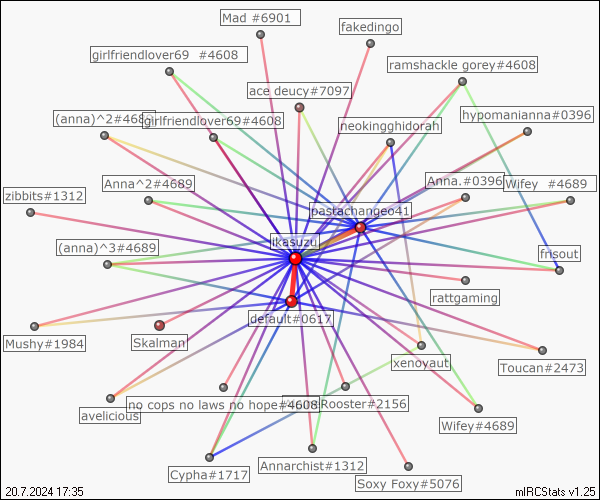 Mad #6901
fakedingo
girlfriendlover69 #4608
ramshackle gorey#4608
ace deucy#7097
(anna)^2#4689
girlfriendlover69#4608
neokingghidorah
hypomanianna#0396
zibbits#1312
Anna^2#4689
Anna.#0396
Wifey #4689
pastachangeo41
ikasuzu
(anna)^3#4689
frisout
rattgaming
default#0617
Mushy#1984
Skalman
xenoyaut
Toucan#2473
avelicious
no cops no laws no hope#4608
Rooster#2156
Wifey#4689
Cypha#1717
Annarchist#1312
Soxy Foxy#5076
20.7.2024 17:35
mIRCStats v1.25